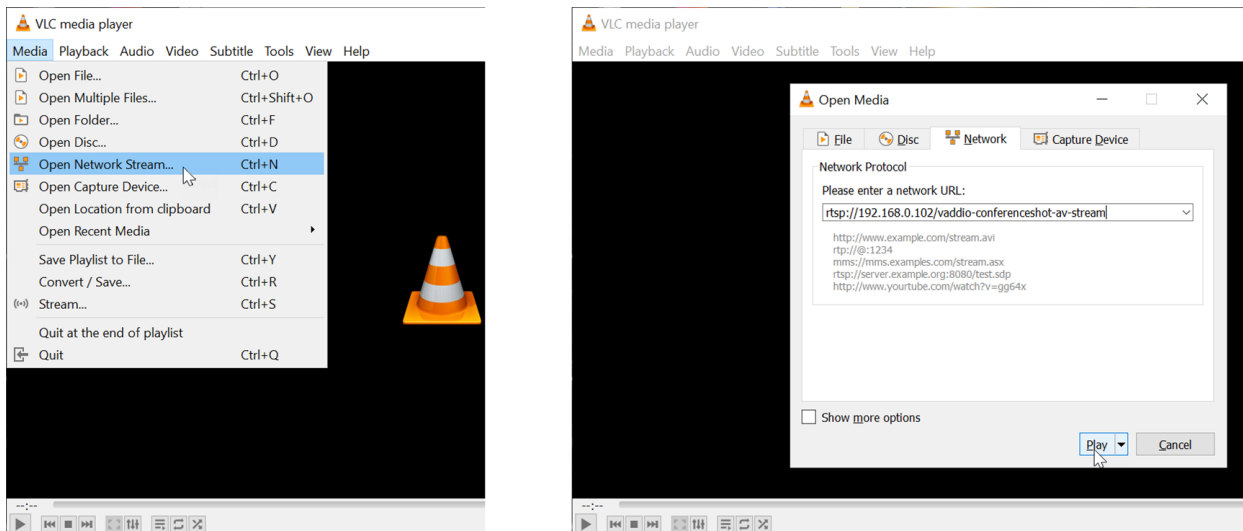 VLC media player
Media Playback Audio Video Subtitle Tools View Help
Open File... Ctrl+O
Open Multiple Files... Ctrl+Shift+O
Open Folder... Ctrl+F
Open Disc... Ctrl+D
Open Network Stream... Ctrl+N
Open Capture Device... Ctrl+C
Open Location from clipboard Ctrl+V
Open Recent Media
Save Playlist to File... Ctrl+Y
Convert / Save... Ctrl+R
Stream... Ctrl+S
Quit at the end of playlist
Quit Ctrl+Q
--:--
VLC media player
Media Playback Audio Video Subtitle Tools View Help
Open Media
File Disc Network Capture Device
Network Protocol
Please enter a network URL:
rtsp://192.168.0.102/vaddio-conferenceshot-av-stream
http://www.example.com/stream.avi
rtp://@:1234
mms://mms.examples.com/stream.asx
rtsp://server.example.org:8080/test.sdp
http://www.yourtube.com/watch?v=gg64x
Show more options
Play Cancel
--:--